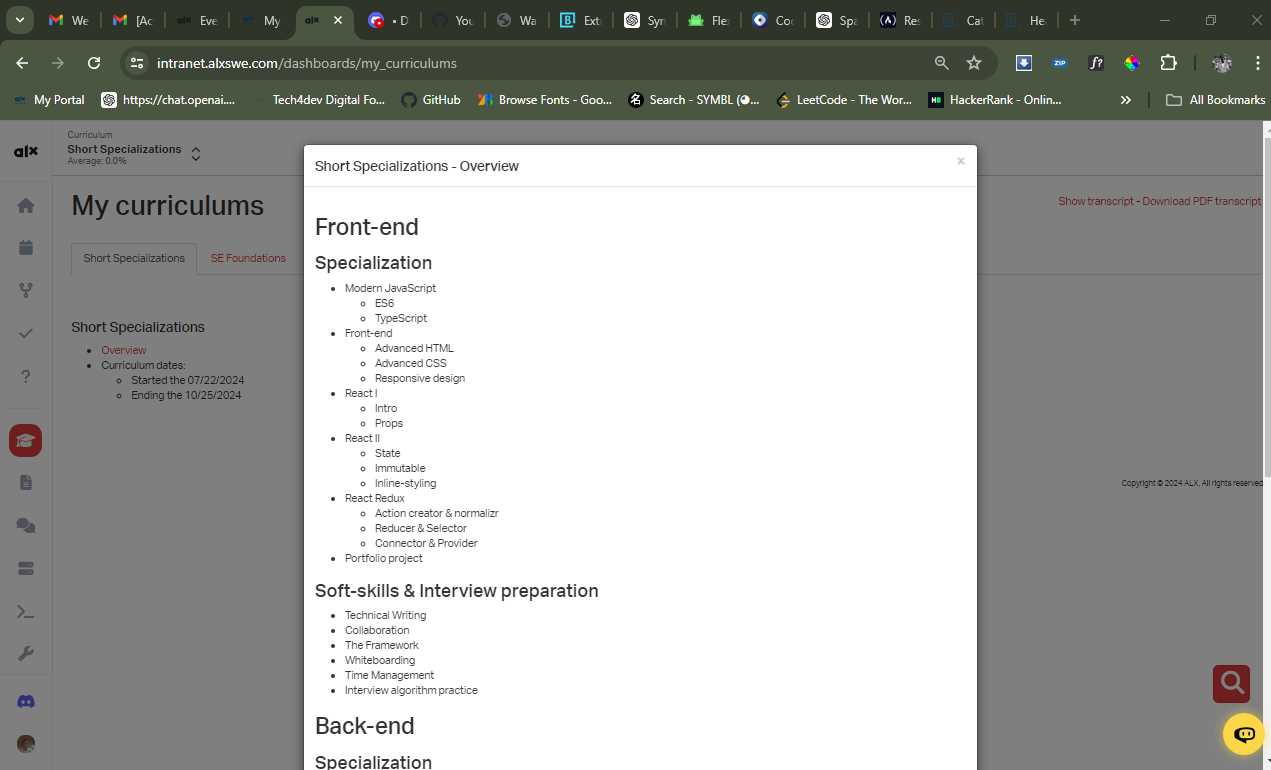 We
[Ac
Eve
My
D
You
Wa
Ext
Syn
Fle
Coc
Spa
Res
Cat
He
intranet.alxswe.com/dashboards/my_curriculums
My Portal
https://chat.openai....
Tech4dev Digital Fo...
GitHub
Browse Fonts - Goo...
Search - SYMBL (◕...
LeetCode - The Wor...
HackerRank - Onlin...
All Bookmarks
alx
Curriculum
Short Specializations
Average: 0.0%
My curriculums
Show transcript - Download PDF transcript
Short Specializations
SE Foundations
Short Specializations
Overview
Curriculum dates:
Started the 07/22/2024
Ending the 10/25/2024
Short Specializations - Overview
×
Front-end
Specialization
Modern JavaScript
ES6
TypeScript
Front-end
Advanced HTML
Advanced CSS
Responsive design
React I
Intro
Props
React II
State
Immutable
Inline-styling
React Redux
Action creator & normalizr
Reducer & Selector
Connector & Provider
Portfolio project
Soft-skills & Interview preparation
Technical Writing
Collaboration
The Framework
Whiteboarding
Time Management
Interview algorithm practice
Back-end
Specialization
Copyright © 2024 ALX, All rights reserved